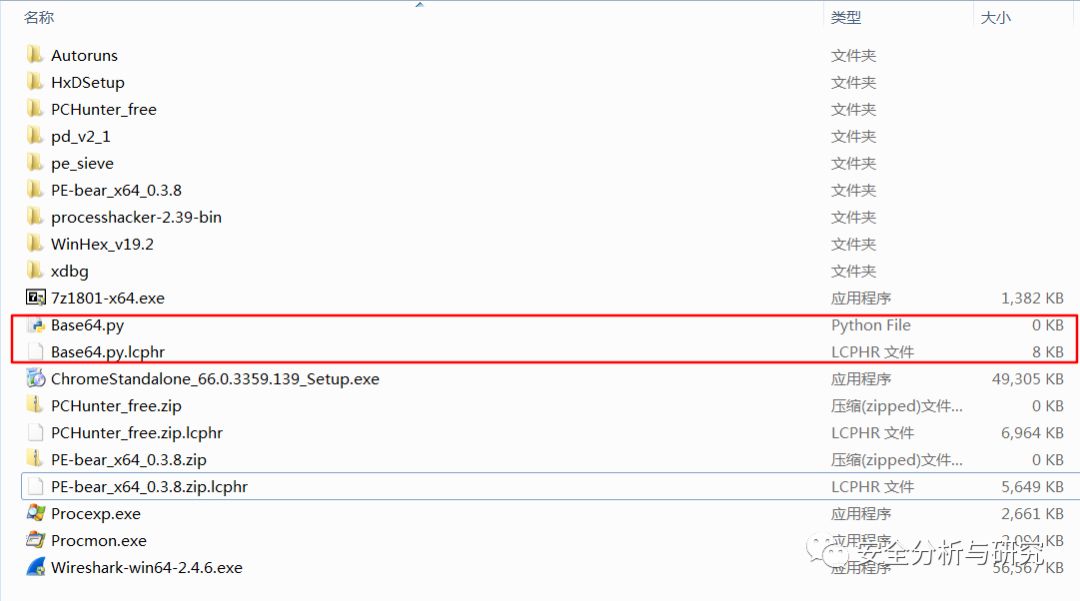 名称 类型 大小
Autoruns 文件夹
HxDSetup 文件夹
PCHunter_free 文件夹
pd_v2_1 文件夹
pe_sieve 文件夹
PE-bear_x64_0.3.8 文件夹
processhacker-2.39-bin 文件夹
WinHex_v19.2 文件夹
xdbg 文件夹
7z1801-x64.exe 应用程序 1,382 KB
Base64.py Python File 0 KB
Base64.py.lcphr LCPHR 文件 8 KB
ChromeStandalone_66.0.3359.139_Setup.exe 应用程序 49,305 KB
PCHunter_free.zip 压缩(zipped)文件... 0 KB
PCHunter_free.zip.lcphr LCPHR 文件 6,964 KB
PE-bear_x64_0.3.8.zip 压缩(zipped)文件... 0 KB
PE-bear_x64_0.3.8.zip.lcphr LCPHR 文件 5,649 KB
Procexp.exe 应用程序 2,661 KB
Procmon.exe 应用程序 2,094 KB
安全分析与研究
Wireshark-win64-2.4.6.exe 应用程序 56,567 KB